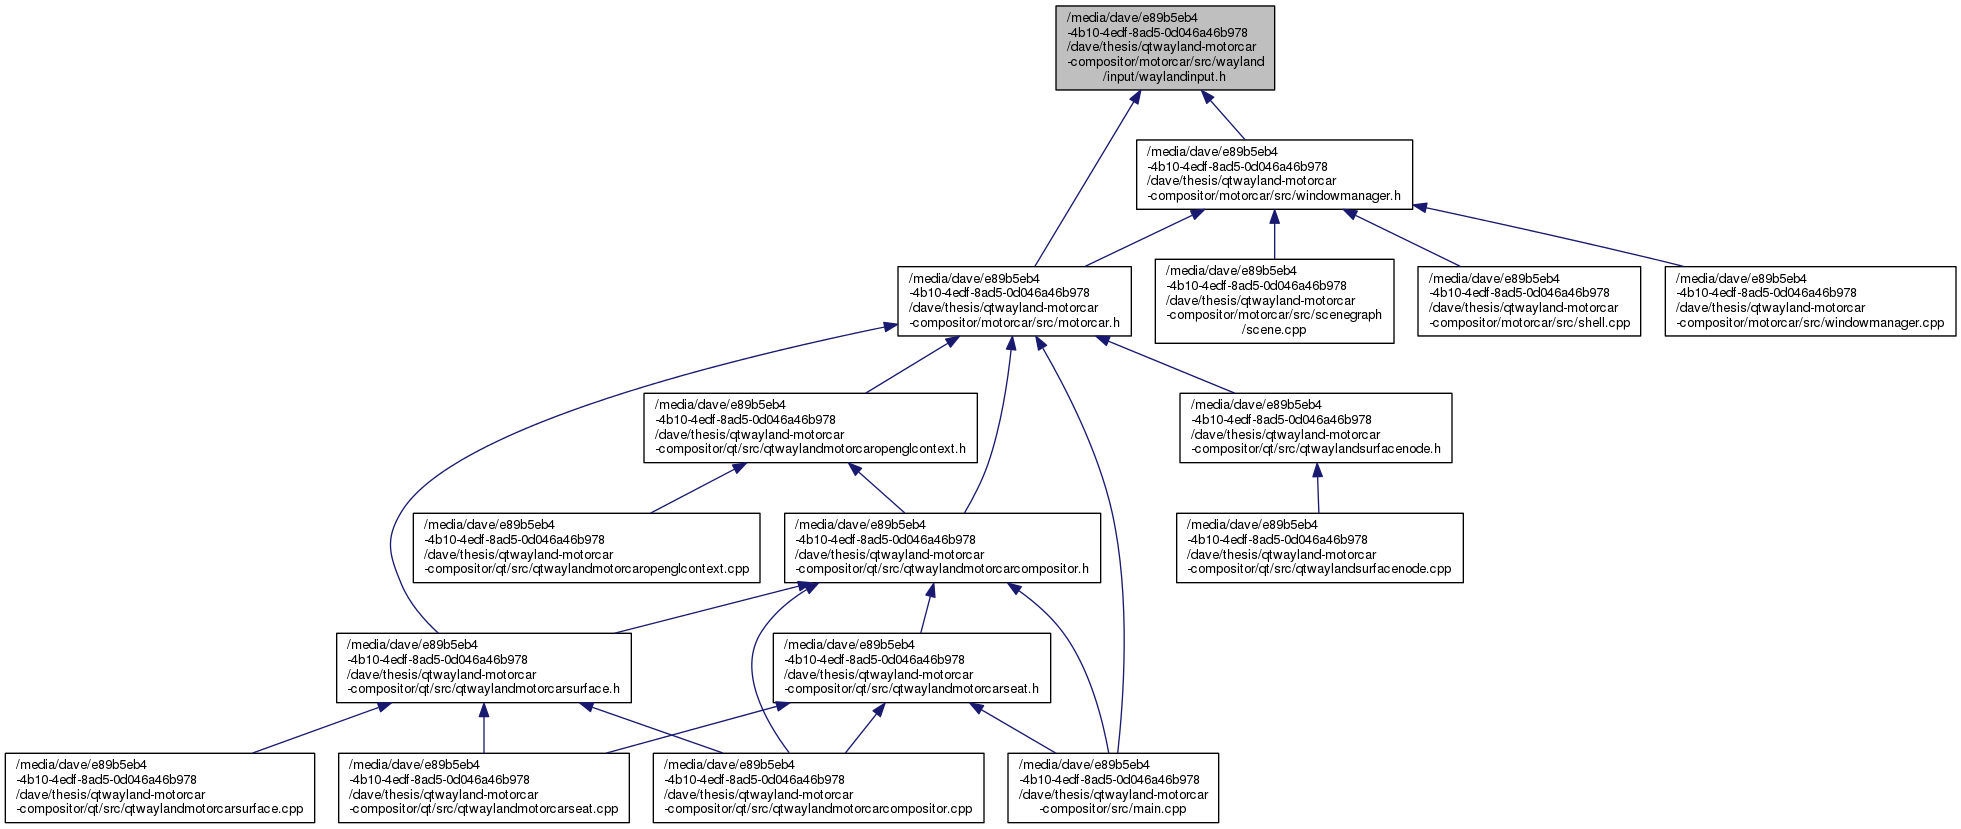 /media/dave/e89b5eb4
-4b10-4edf-8ad5-0d046a46b978
/dave/thesis/qtwayland-motorcar
-compositor/motorcar/src/wayland
/input/waylandinput.h
/media/dave/e89b5eb4
-4b10-4edf-8ad5-0d046a46b978
/dave/thesis/qtwayland-motorcar
-compositor/motorcar/src/windowmanager.h
/media/dave/e89b5eb4
-4b10-4edf-8ad5-0d046a46b978
/dave/thesis/qtwayland-motorcar
-compositor/motorcar/src/motorcar.h
/media/dave/e89b5eb4
-4b10-4edf-8ad5-0d046a46b978
/dave/thesis/qtwayland-motorcar
-compositor/motorcar/src/scenegraph
/scene.cpp
/media/dave/e89b5eb4
-4b10-4edf-8ad5-0d046a46b978
/dave/thesis/qtwayland-motorcar
-compositor/motorcar/src/shell.cpp
/media/dave/e89b5eb4
-4b10-4edf-8ad5-0d046a46b978
/dave/thesis/qtwayland-motorcar
-compositor/motorcar/src/windowmanager.cpp
/media/dave/e89b5eb4
-4b10-4edf-8ad5-0d046a46b978
/dave/thesis/qtwayland-motorcar
-compositor/qt/src/qtwaylandmotorcaropenglcontext.h
/media/dave/e89b5eb4
-4b10-4edf-8ad5-0d046a46b978
/dave/thesis/qtwayland-motorcar
-compositor/qt/src/qtwaylandsurfacenode.h
/media/dave/e89b5eb4
-4b10-4edf-8ad5-0d046a46b978
/dave/thesis/qtwayland-motorcar
-compositor/qt/src/qtwaylandmotorcaropenglcontext.cpp
/media/dave/e89b5eb4
-4b10-4edf-8ad5-0d046a46b978
/dave/thesis/qtwayland-motorcar
-compositor/qt/src/qtwaylandmotorcarcompositor.h
/media/dave/e89b5eb4
-4b10-4edf-8ad5-0d046a46b978
/dave/thesis/qtwayland-motorcar
-compositor/qt/src/qtwaylandsurfacenode.cpp
/media/dave/e89b5eb4
-4b10-4edf-8ad5-0d046a46b978
/dave/thesis/qtwayland-motorcar
-compositor/qt/src/qtwaylandmotorcarsurface.h
/media/dave/e89b5eb4
-4b10-4edf-8ad5-0d046a46b978
/dave/thesis/qtwayland-motorcar
-compositor/qt/src/qtwaylandmotorcarseat.h
/media/dave/e89b5eb4
-4b10-4edf-8ad5-0d046a46b978
/dave/thesis/qtwayland-motorcar
-compositor/qt/src/qtwaylandmotorcarsurface.cpp
/media/dave/e89b5eb4
-4b10-4edf-8ad5-0d046a46b978
/dave/thesis/qtwayland-motorcar
-compositor/qt/src/qtwaylandmotorcarseat.cpp
/media/dave/e89b5eb4
-4b10-4edf-8ad5-0d046a46b978
/dave/thesis/qtwayland-motorcar
-compositor/qt/src/qtwaylandmotorcarcompositor.cpp
/media/dave/e89b5eb4
-4b10-4edf-8ad5-0d046a46b978
/dave/thesis/qtwayland-motorcar
-compositor/src/main.cpp